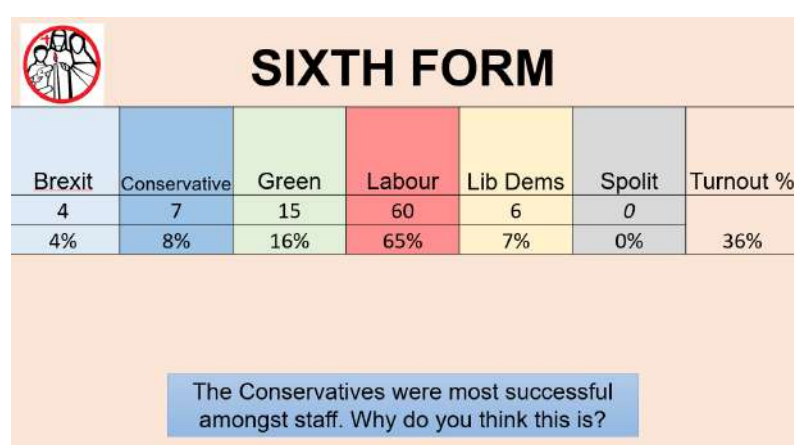 SIXTH FORM
Brexit Conservative Green Labour Lib Dems Spolit Turnout %
4 7 15 60 6 0
4% 8% 16% 65% 7% 0% 36%
The Conservatives were most successful
amongst staff. Why do you think this is?